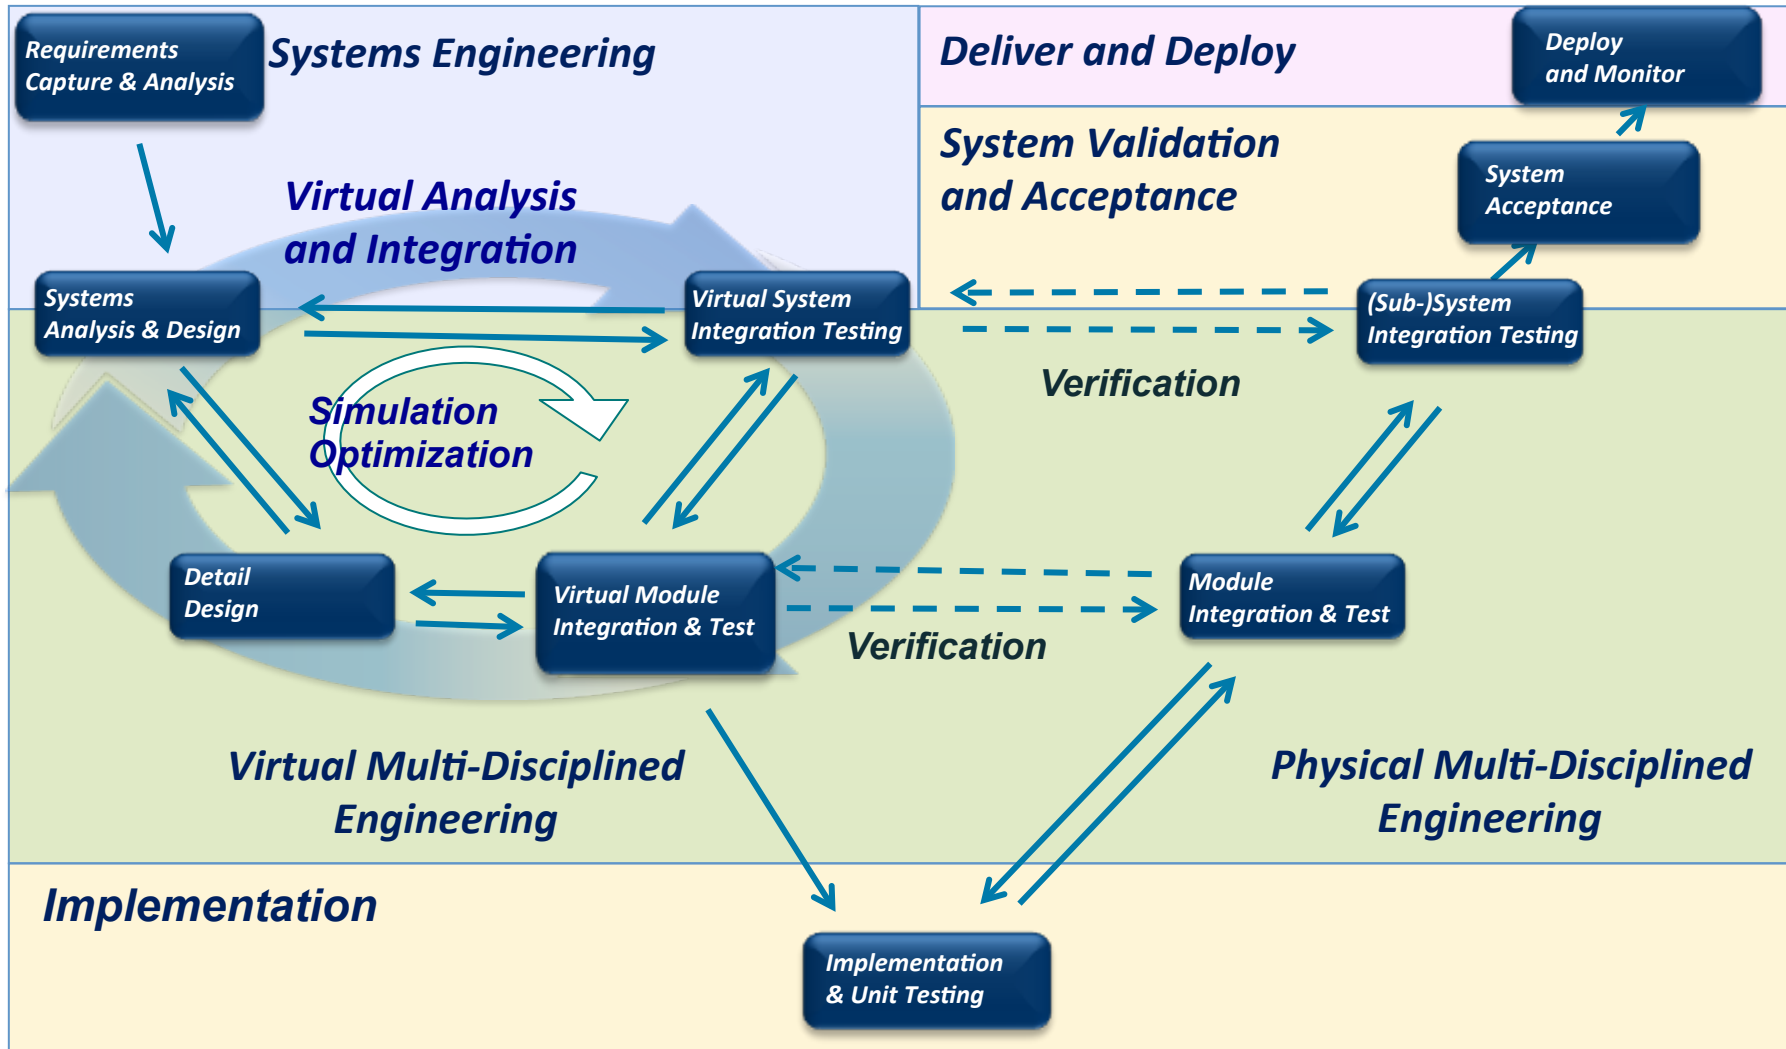 Requirements
Capture & Analysis
Systems Engineering
Deliver and Deploy
Deploy
and Monitor
System Validation
and Acceptance
System
Acceptance
Virtual Analysis
and Integration
Systems
Analysis & Design
Virtual System
Integration Testing
(Sub-)System
Integration Testing
Verification
Simulation
Optimization
Detail
Design
Virtual Module
Integration & Test
Module
Integration & Test
Verification
Virtual Multi-Disciplined
Engineering
Physical Multi-Disciplined
Engineering
Implementation
Implementation
& Unit Testing